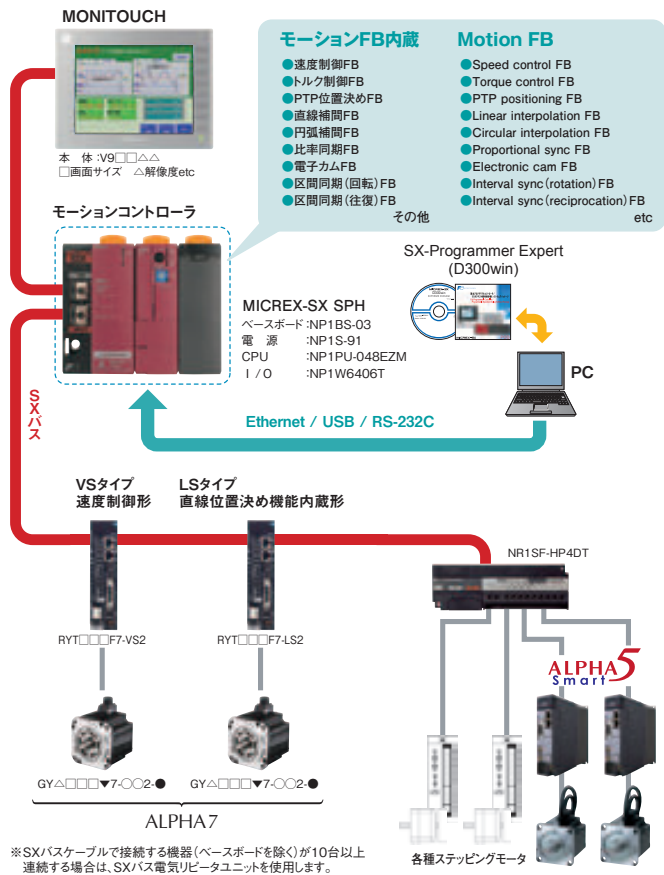 MONITOUCH
本　体 :V9□□△△
□画面サイズ　△解像度etc
モーションFB内蔵
●速度制御FB
●トルク制御FB
●PTP位置決めFB
●直線補間FB
●円弧補間FB
●比率同期FB
●電子カムFB
●区間同期(回転)FB
●区間同期(往復)FB
その他
Motion FB
●Speed control FB
●Torque control FB
●PTP positioning FB
●Linear interpolation FB
●Circular interpolation FB
●Proportional sync FB
●Electronic cam FB
●Interval sync(rotation)FB
●Interval sync(reciprocation)FB
etc
モーションコントローラ
SX-Programmer Expert
(D300win)
MICREX-SX SPH
ベースボード:NP1BS-03
電　源　:NP1S-91
CPU　:NP1PU-048EZM
I / O　:NP1W6406T
PC
SXバス
Ethernet / USB / RS-232C
VSタイプ
速度制御形
LSタイプ
直線位置決め機能内蔵形
NR1SF-HP4DT
RYT□□□F7-VS2
RYT□□□F7-LS2
ALPHA5
Smart
GY△□□□▼7-○○2-●
GY△□□□▼7-○○2-●
ALPHA7
各種ステッピングモータ
※SXバスケーブルで接続する機器(ベースボードを除く)が10台以上
連続する場合は、SXバス電気リピータユニットを使用します。